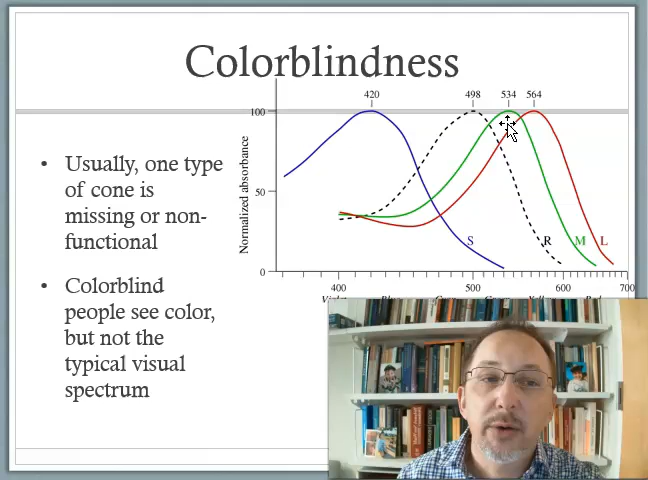 Colorblindness
• Usually, one type
of cone is
missing or non-
functional
• Colorblind
people see color,
but not the
typical visual
spectrum
420 498 534 564
Normalized absorbance
100
50
0
S R M L
400 500 600 700